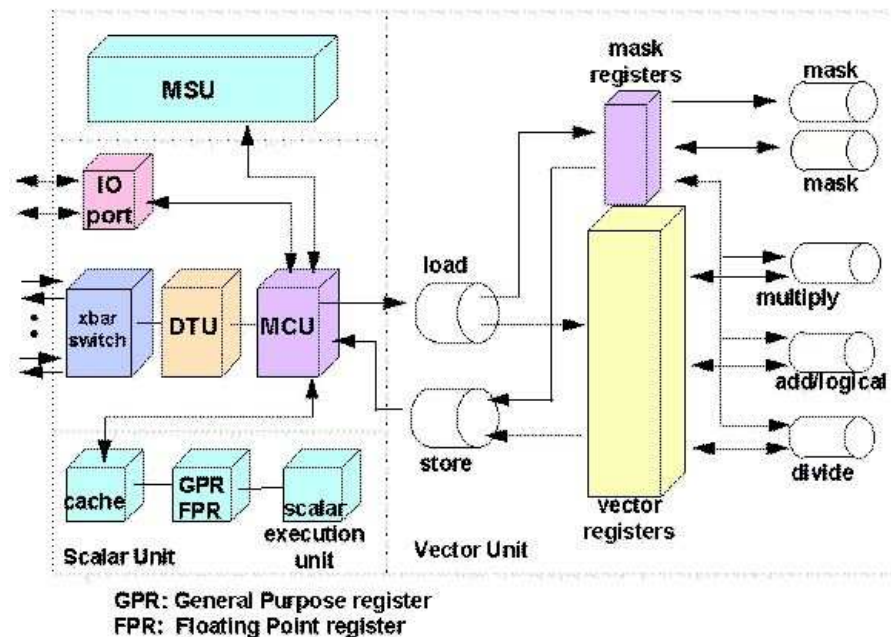 MSU
mask
registers
mask
mask
IO
port
load
multiply
xbar
switch
DTU
MCU
add/logical
store
divide
cache
GPR
FPR
scalar
execution
unit
vector
registers
Scalar Unit
Vector Unit
GPR: General Purpose register
FPR: Floating Point register